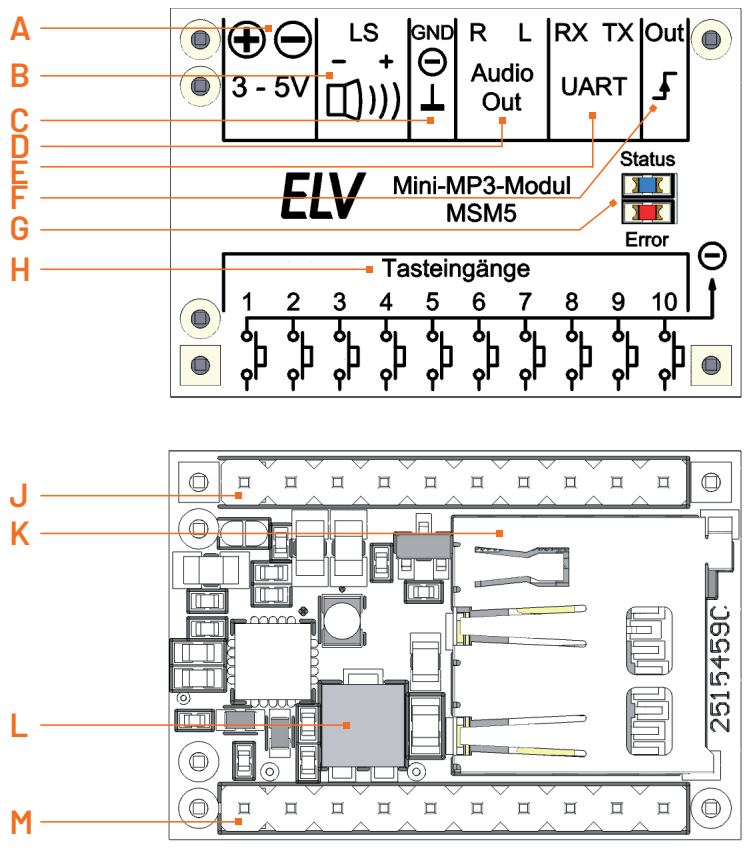 A
B
C
D
E
F
G
H
LS
GND
R L
RX TX
Out
- +
3 - 5V
Audio
Out
UART
Status
ELV
Mini-MP3-Modul
MSM5
Error
Tasteingänge
1 2 3 4 5 6 7 8 9 10
J
K
L
M
2515459C